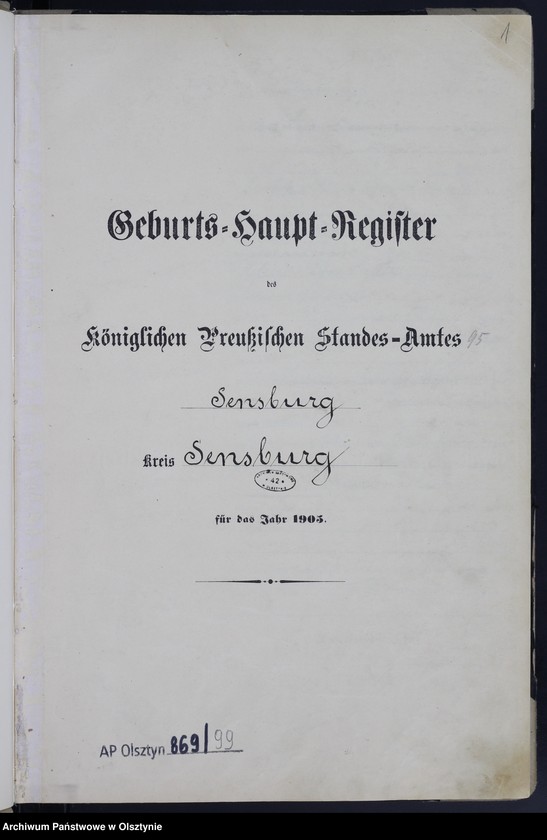 1
Geburts-Haupt-Register
des
Königlichen Preußischen Standes-Amtes 95
Sensburg
Kreis Sensburg
42
für das Jahr 1905.
AP Olsztyn 869/99
Archiwum Państwowe w Olsztynie